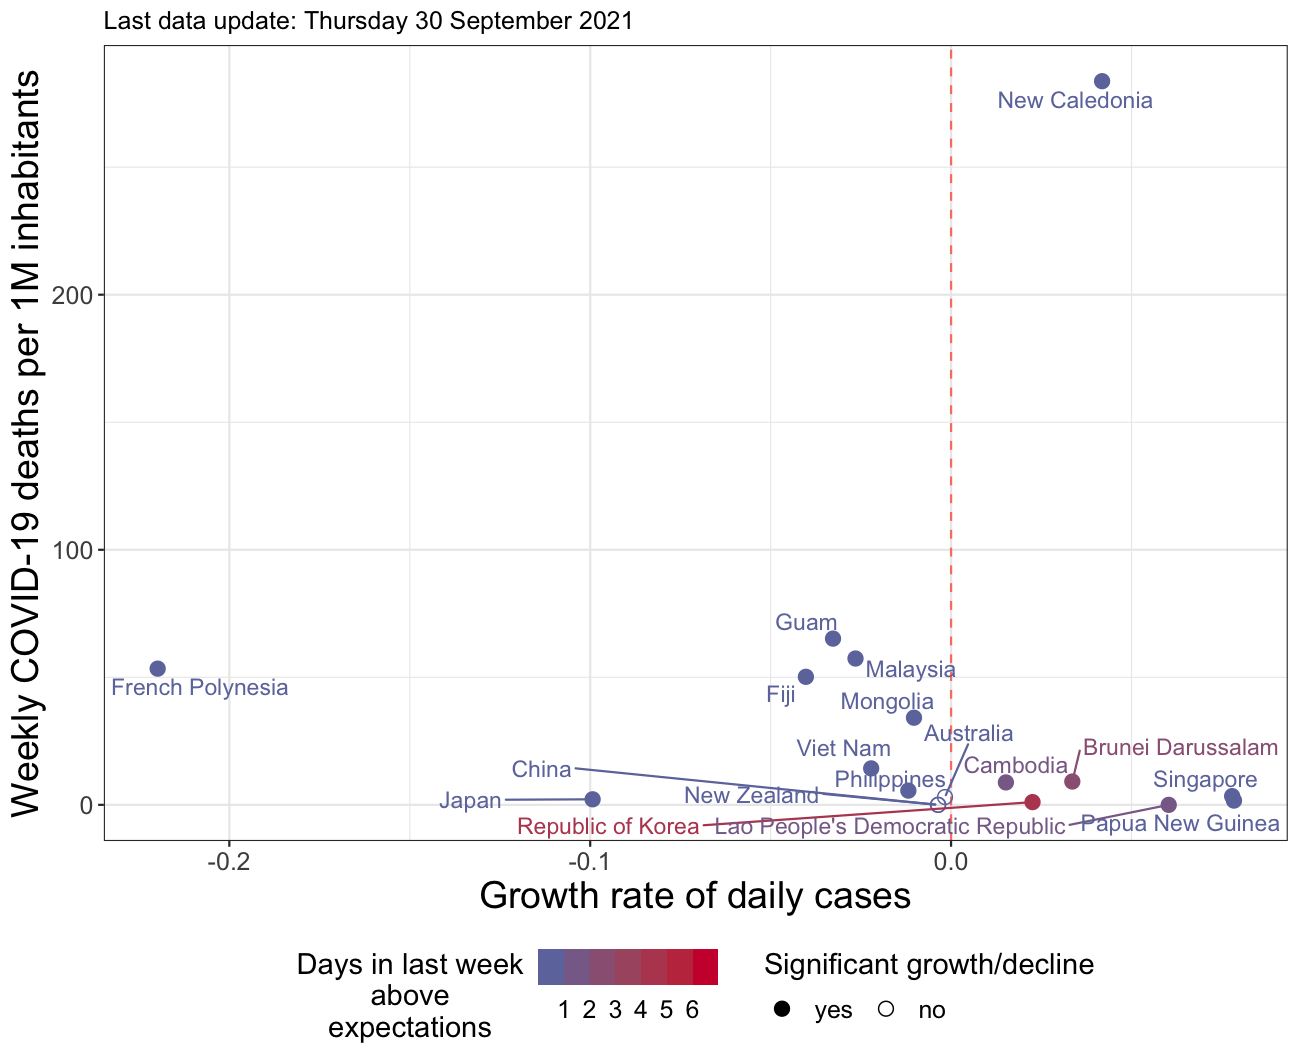 Last data update: Thursday 30 September 2021
Weekly COVID-19 deaths per 1M inhabitants
200
100
0
New Caledonia
Guam
Malaysia
French Polynesia
Fiji
Mongolia
Australia
Viet Nam
Brunei Darussalam
China
Cambodia
Philippines
Singapore
New Zealand
Japan
Republic of Korea
Lao People's Democratic Republic
Papua New Guinea
-0.2
-0.1
0.0
Growth rate of daily cases
Days in last week
above
expectations
1 2 3 4 5 6
Significant growth/decline
yes no